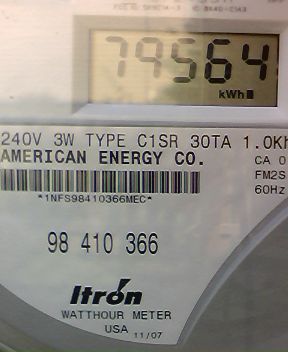 79564
kWh
240V 3W TYPE C1SR 30TA 1.0Kh
AMERICAN ENERGY CO.
CA 0
FM2S
60Hz
*1NFS98410366MEC*
98 410 366
Itron
WATTHOUR METER
USA 11/07